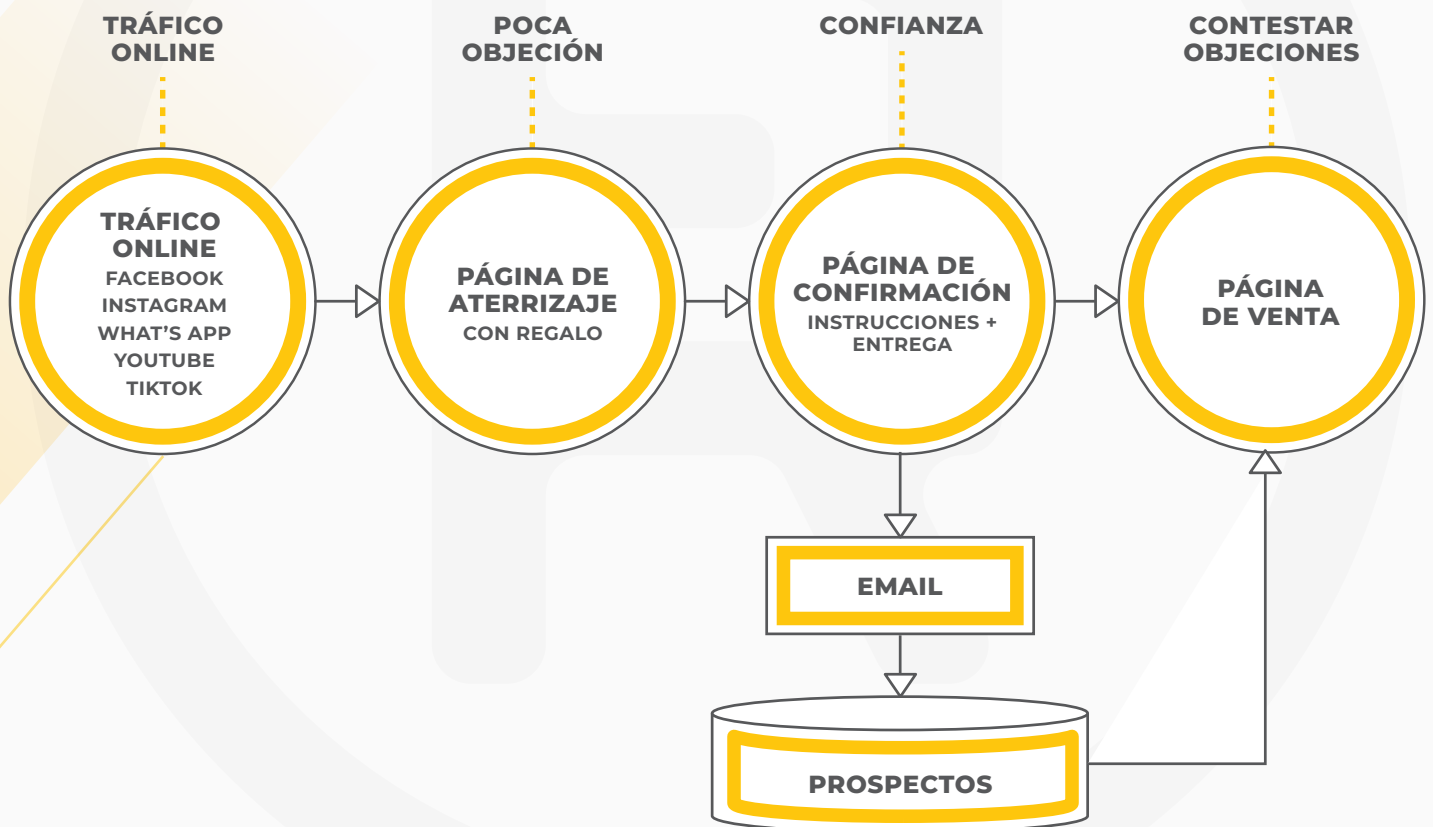 TRÁFICO
ONLINE
POCA
OBJECIÓN
CONFIANZA
CONTESTAR
OBJECIONES
TRÁFICO
ONLINE
FACEBOOK
INSTAGRAM
WHAT'S APP
YOUTUBE
TIKTOK
PÁGINA DE
ATERRIZAJE
CON REGALO
PÁGINA DE
CONFIRMACIÓN
INSTRUCCIONES +
ENTREGA
PÁGINA
DE VENTA
EMAIL
PROSPECTOS